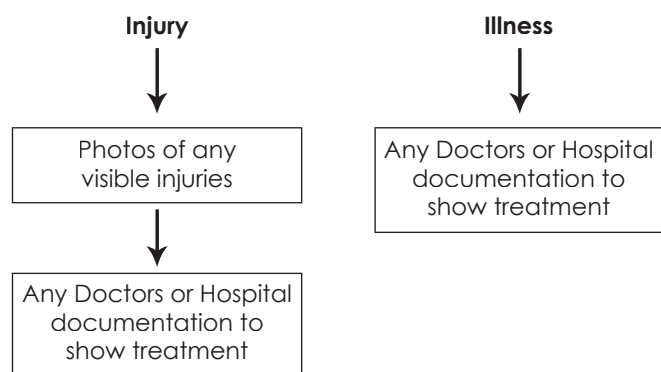 Injury
Photos of any
visible injuries
Any Doctors or Hospital
documentation to
show treatment
Illness
Any Doctors or Hospital
documentation to
show treatment